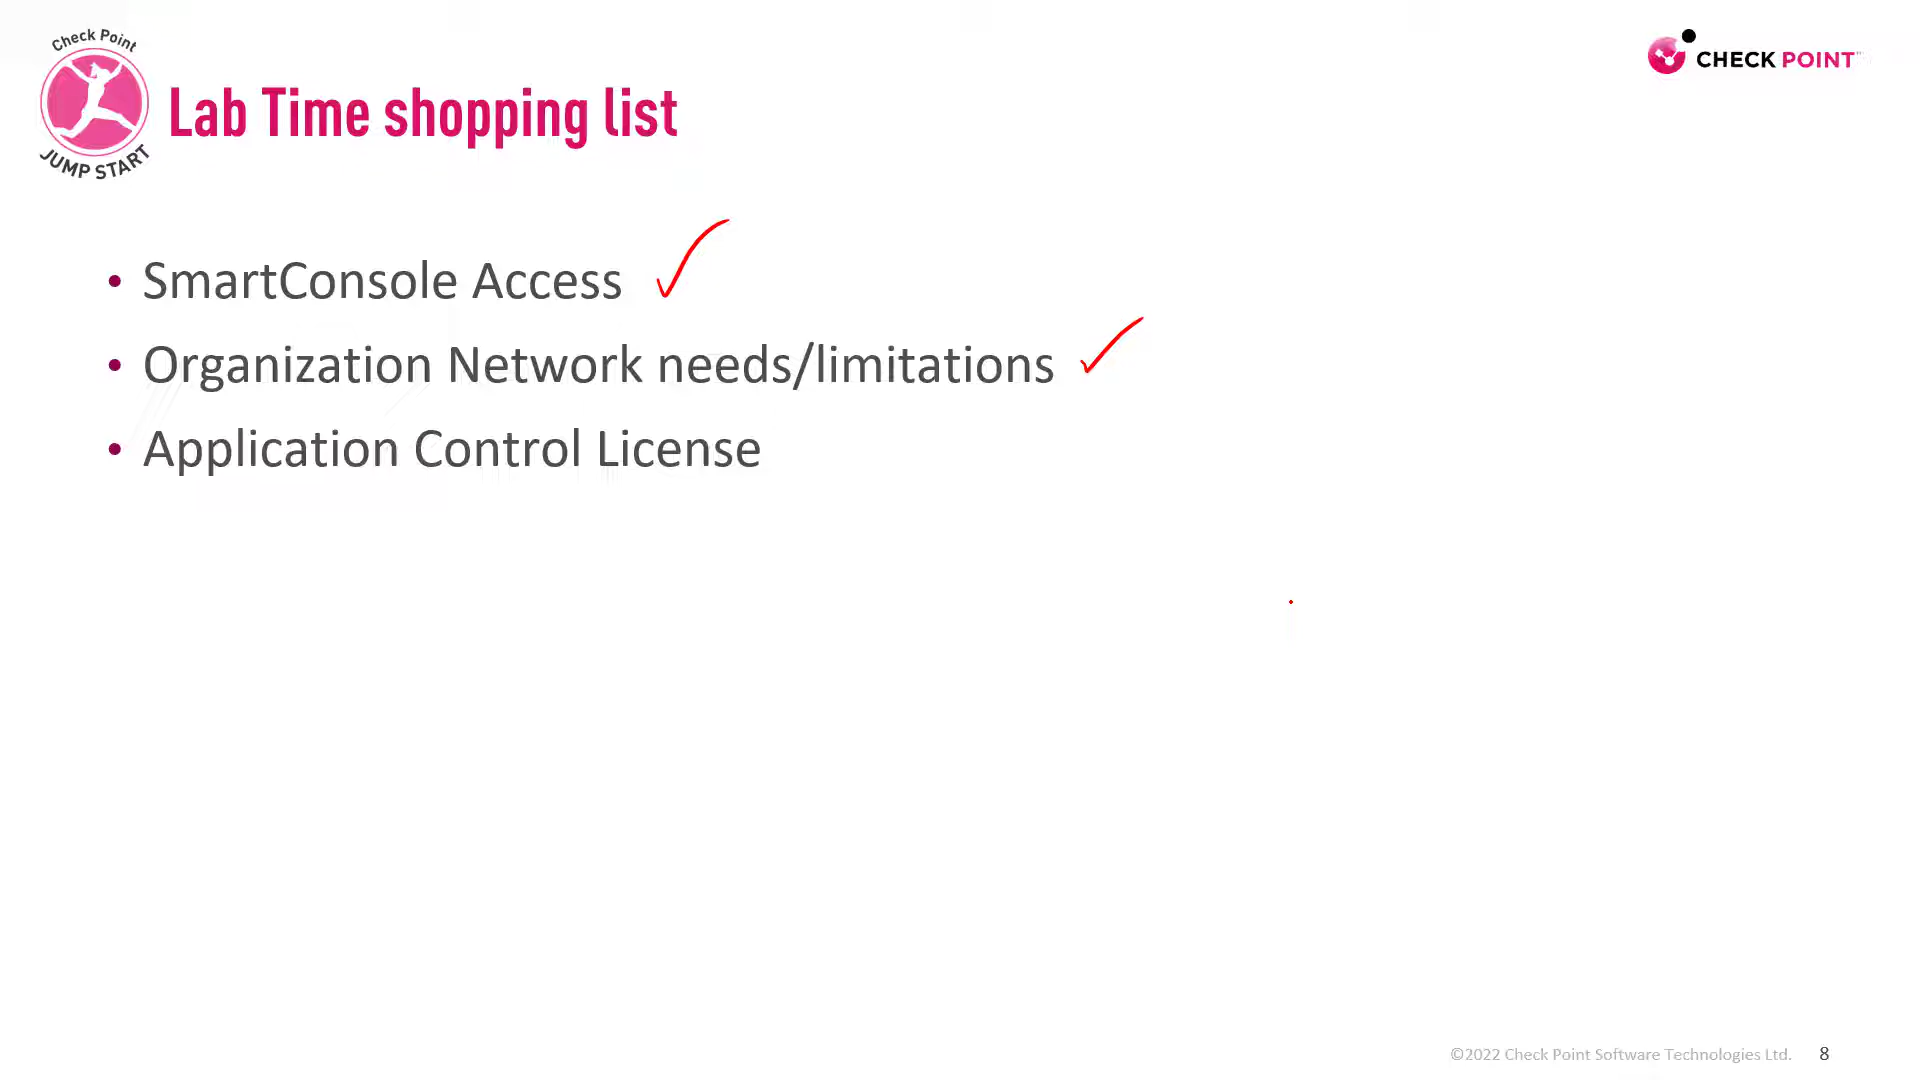 Check Point
JUMP START
Lab Time shopping list
CHECK POINT™
• SmartConsole Access
• Organization Network needs/limitations
• Application Control License
©2022 Check Point Software Technologies Ltd. 8